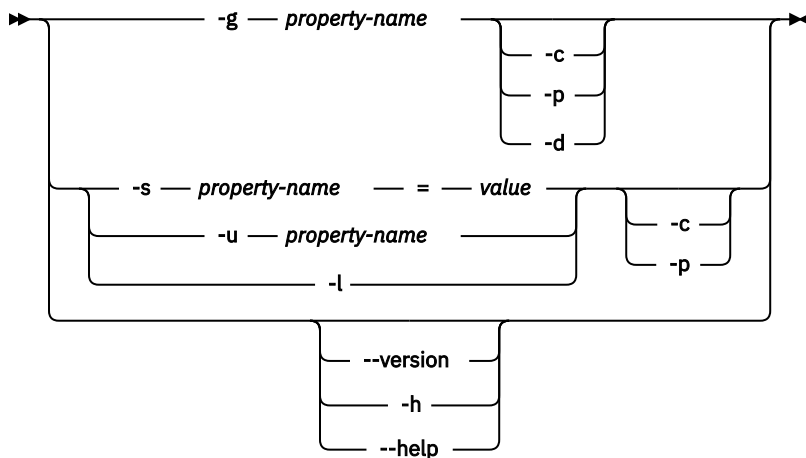 -g property-name
-c
-p
-d
-s property-name = value
-c
-u property-name
-p
-l
--version
-h
--help